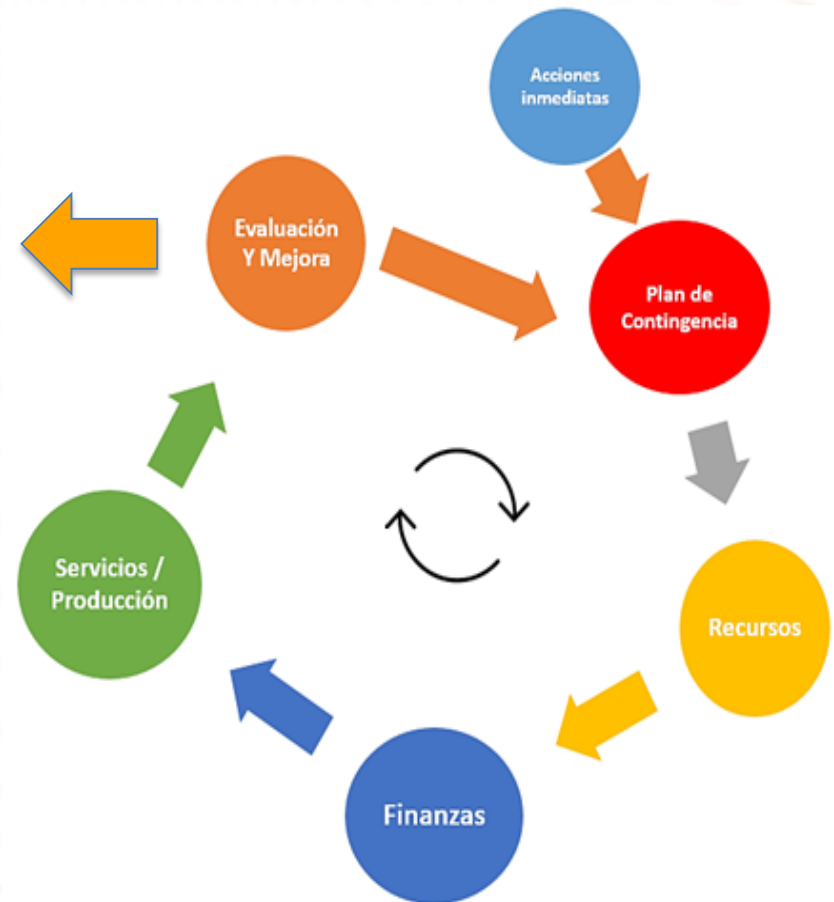 Acciones
inmediatas
Evaluación
Y Mejora
Plan de
Contingencia
Servicios /
Producción
Recursos
Finanzas